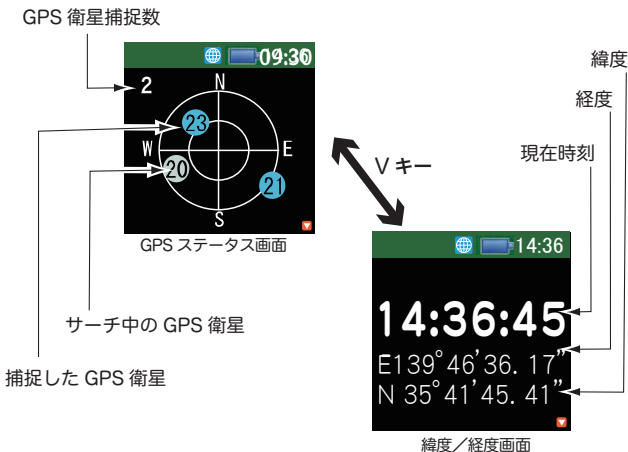 GPS 衛星捕捉数
2
N
23
W
E
20
21
S
GPS ステータス画面
サーチ中の GPS 衛星
捕捉した GPS 衛星
V キー
緯度
経度
現在時刻
14:36
14:36:45
E139°46’36. 17”
N 35°41’45. 41”
緯度／経度画面